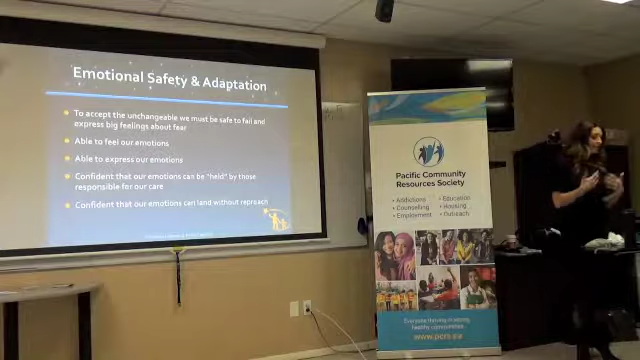 Emotional Safety & Adaptation
To accept the unchangeable we must be safe to fail and
express big feelings about fear
Able to feel our emotions
Able to express our emotions
Confident that our emotions can be "held" by those
responsible for our care
Confident that our emotions can land without reproach
Pacific Community
Resources Society
• Addictions • Education
• Counselling • Housing
• Employment • Outreach
healthy communities.
www.pcrs.ca